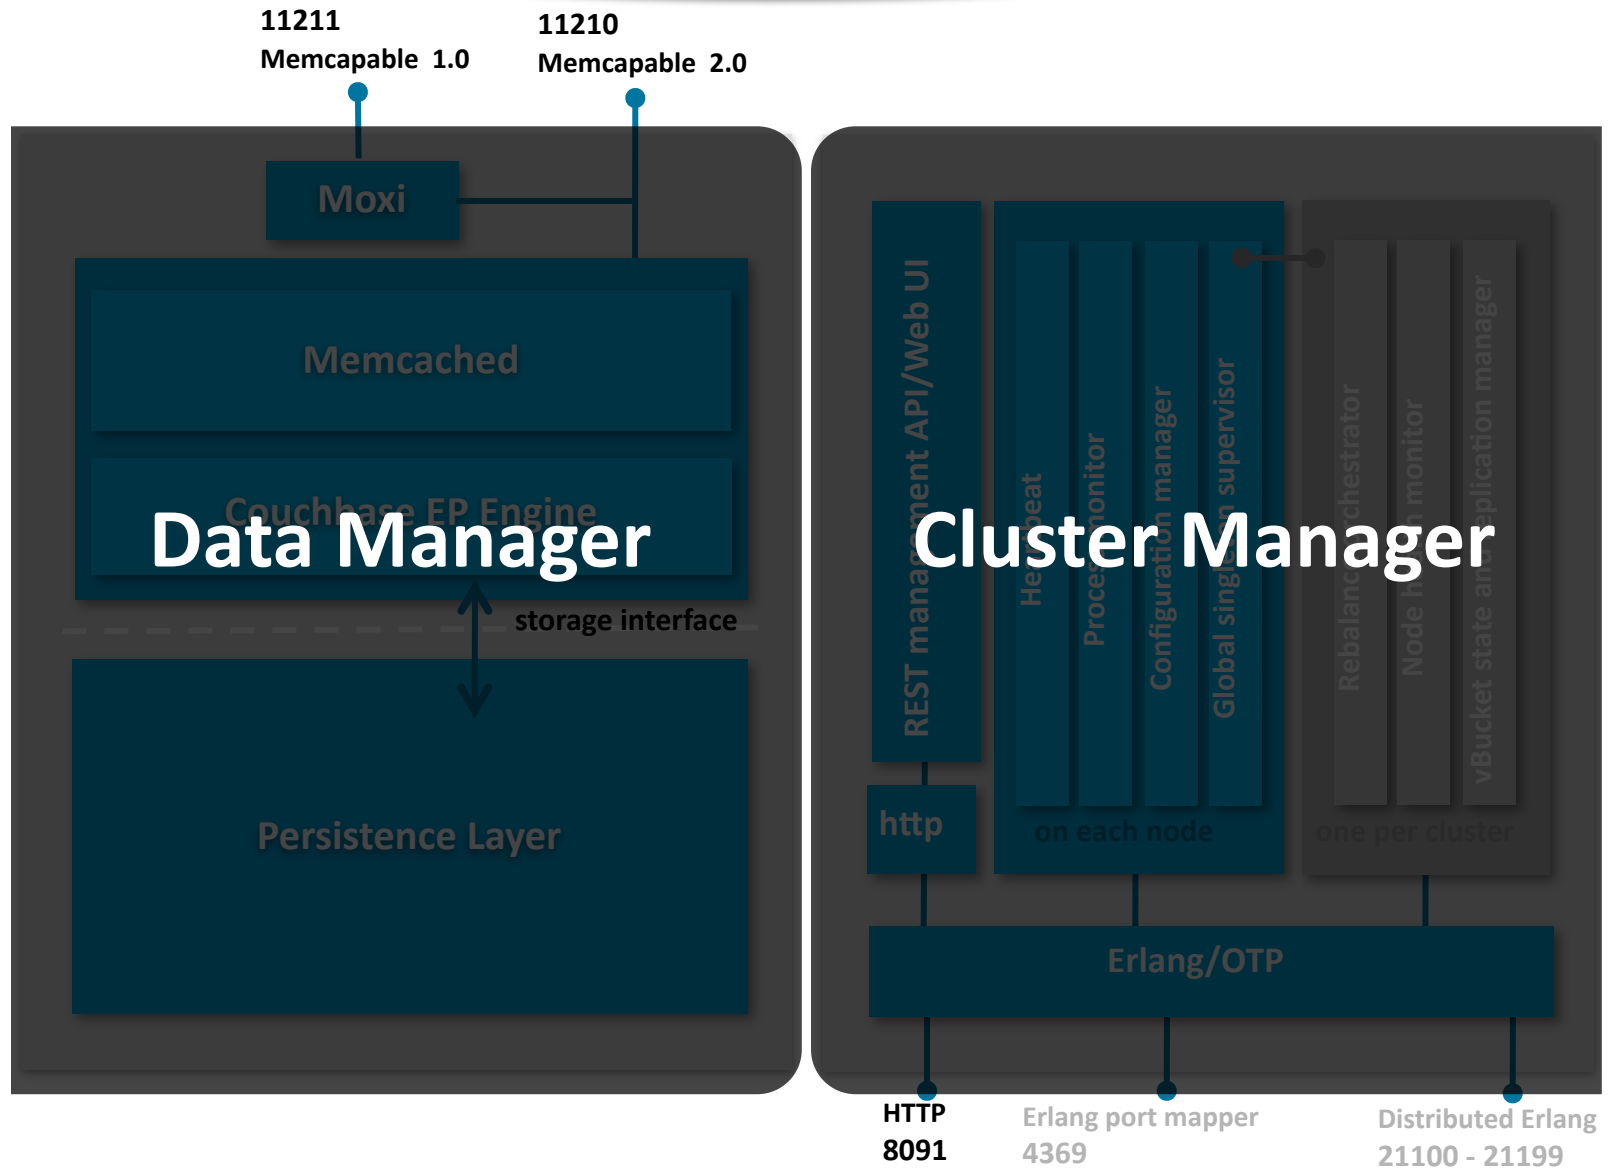 11211
Memcapable 1.0
11210
Memcapable 2.0
Moxi
Memcached
Couchbase EP Engine
Data Manager
storage interface
Persistence Layer
Cluster Manager
REST management API/Web UI
Heartbeat
Process monitor
Configuration manager
Global singleton supervisor
Rebalance orchestrator
Node health monitor
vBucket state and replication manager
http
on each node
one per cluster
Erlang/OTP
HTTP
8091
Erlang port mapper
4369
Distributed Erlang
21100 - 21199